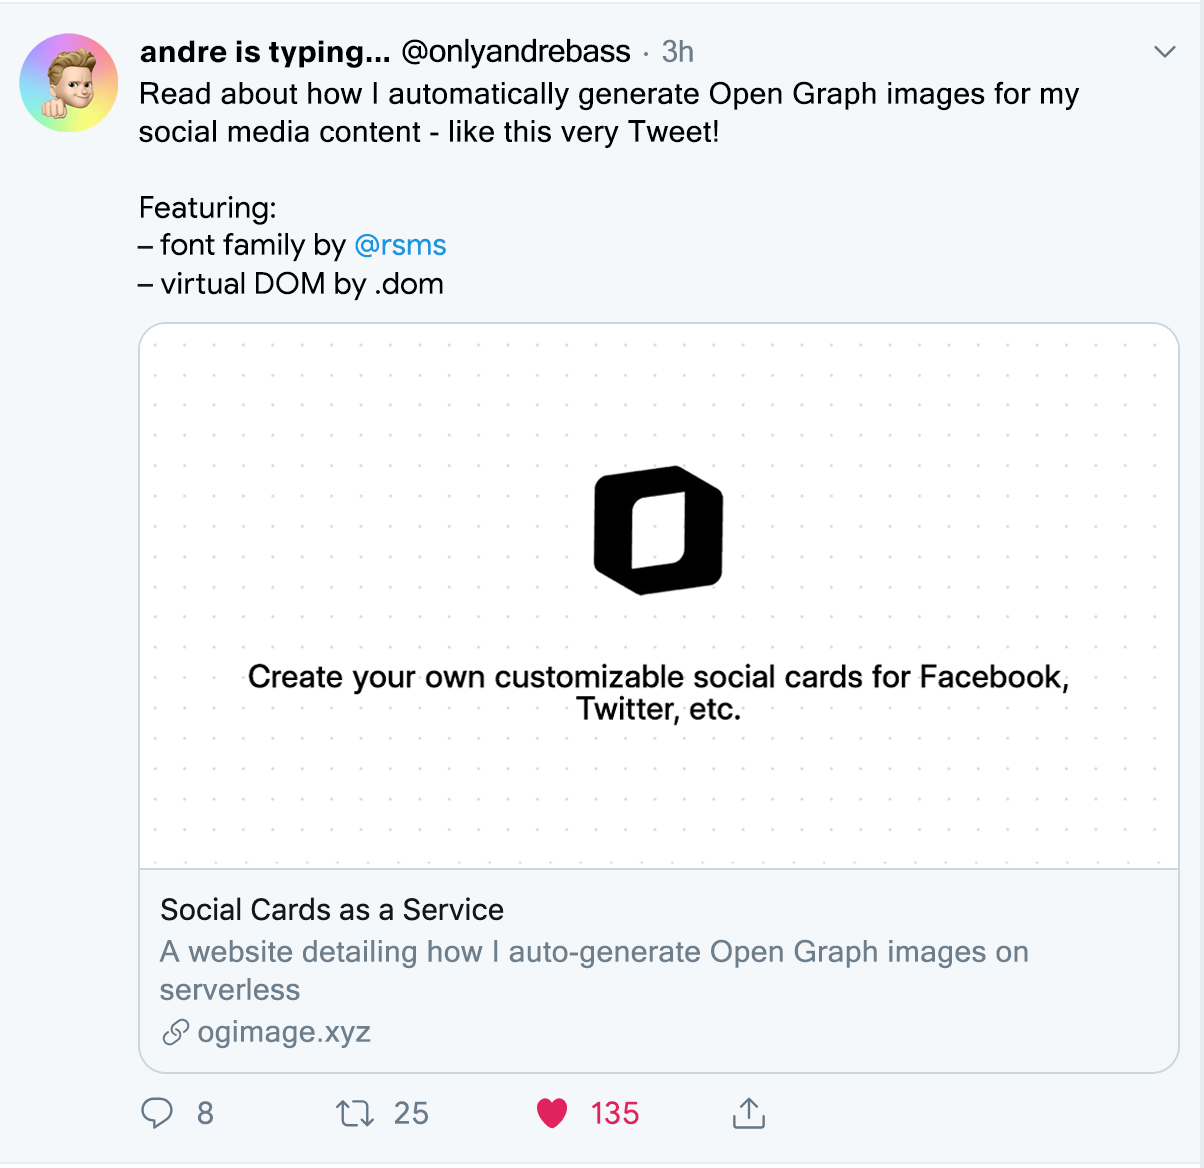 andre is typing... @onlyandrebass · 3h
Read about how I automatically generate Open Graph images for my
social media content - like this very Tweet!
Featuring:
– font family by @rsms
– virtual DOM by .dom
Create your own customizable social cards for Facebook,
Twitter, etc.
Social Cards as a Service
A website detailing how I auto-generate Open Graph images on
serverless
ogimage.xyz
8 25 135